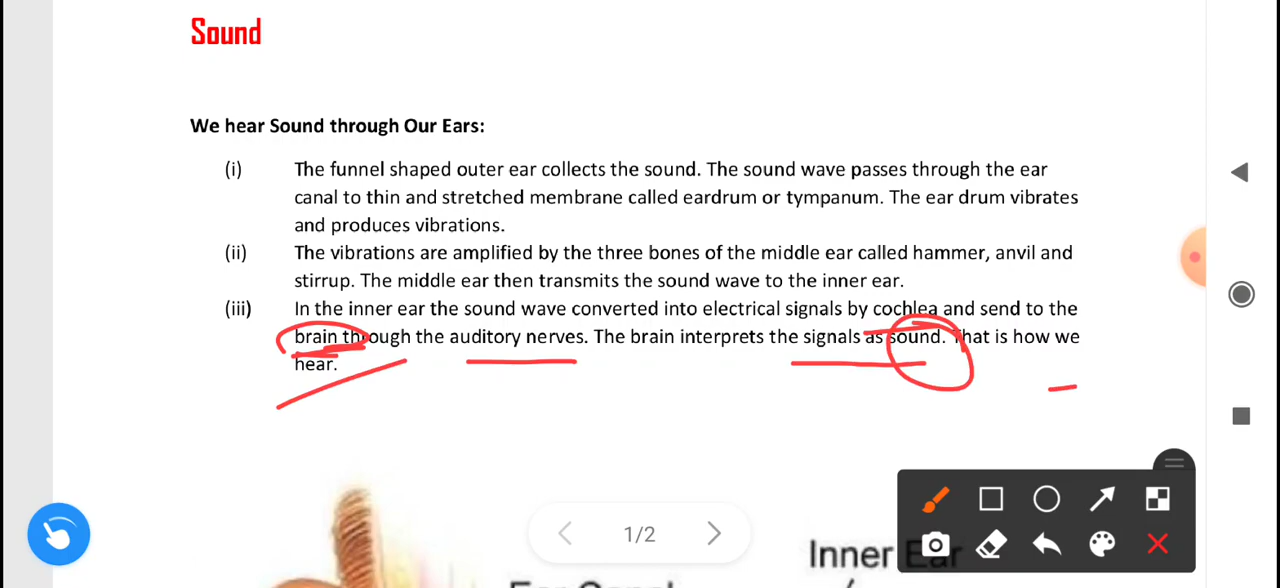 Sound
We hear Sound through Our Ears:
(i) The funnel shaped outer ear collects the sound. The sound wave passes through the ear
canal to thin and stretched membrane called eardrum or tympanum. The ear drum vibrates
and produces vibrations.
(ii) The vibrations are amplified by the three bones of the middle ear called hammer, anvil and
stirrup. The middle ear then transmits the sound wave to the inner ear.
(iii) In the inner ear the sound wave converted into electrical signals by cochlea and send to the
brain through the auditory nerves. The brain interprets the signals as sound. That is how we
hear.
1/2
Inner Ear
Ear Canal